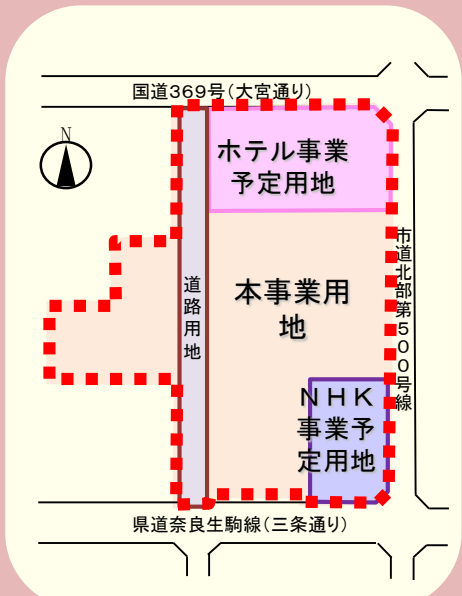 国道369号(大宮通り)
N
ホテル事業
予定用地
道路用地
本事業用
地
市道北部第500号線
NHK
事業予
定用地
県道奈良生駒線(三条通り)